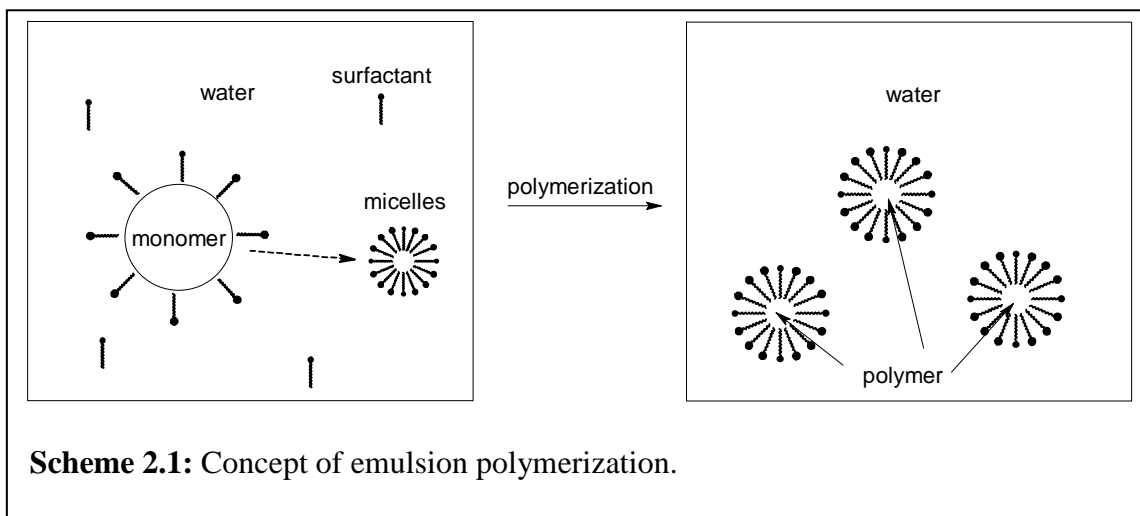 surfactant
water
micelles
monomer
polymerization
water
polymer
Scheme 2.1: Concept of emulsion polymerization.